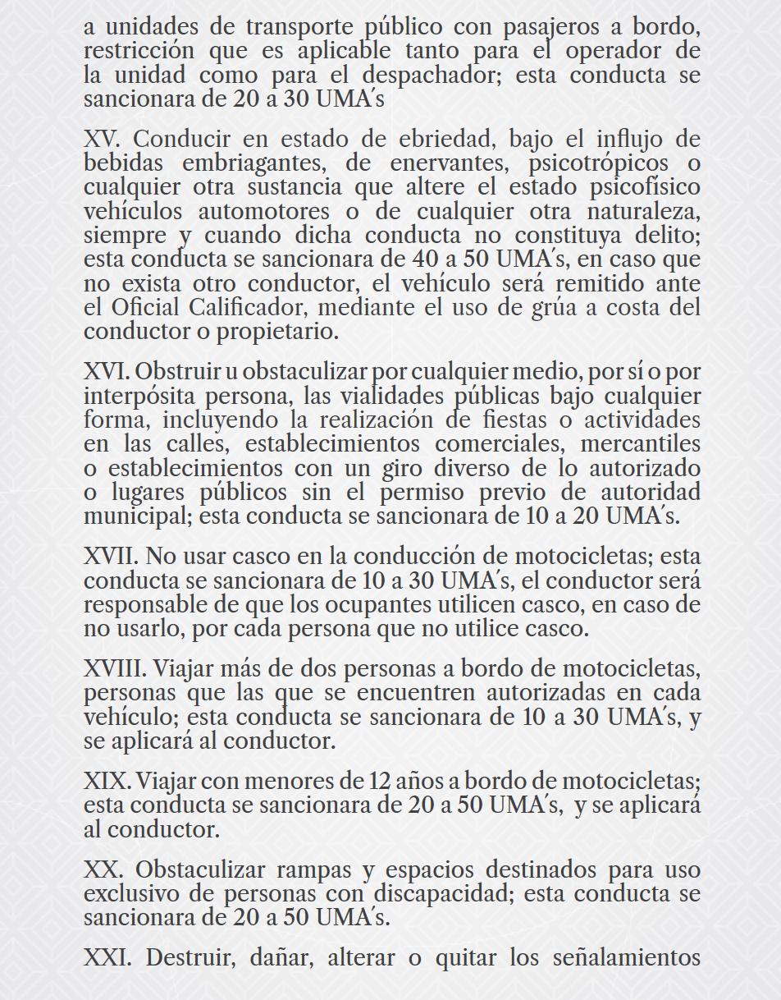 a unidades de transporte público con pasajeros a bordo,
restricción que es aplicable tanto para el operador de
la unidad como para el despachador; esta conducta se
sancionara de 20 a 30 UMA´s
XV. Conducir en estado de ebriedad, bajo el influjo de
bebidas embriagantes, de enervantes, psicotrópicos o
cualquier otra sustancia que altere el estado psicofísico
vehículos automotores o de cualquier otra naturaleza,
siempre y cuando dicha conducta no constituya delito;
esta conducta se sancionara de 40 a 50 UMA´s, en caso que
no exista otro conductor, el vehículo será remitido ante
el Oficial Calificador, mediante el uso de grúa a costa del
conductor o propietario.
XVI. Obstruir u obstaculizar por cualquier medio, por sí o por
interpósita persona, las vialidades públicas bajo cualquier
forma, incluyendo la realización de fiestas o actividades
en las calles, establecimientos comerciales, mercantiles
o establecimientos con un giro diverso de lo autorizado
o lugares públicos sin el permiso previo de autoridad
municipal; esta conducta se sancionara de 10 a 20 UMA´s.
XVII. No usar casco en la conducción de motocicletas; esta
conducta se sancionara de 10 a 30 UMA´s, el conductor será
responsable de que los ocupantes utilicen casco, en caso de
no usarlo, por cada persona que no utilice casco.
XVIII. Viajar más de dos personas a bordo de motocicletas,
personas que las que se encuentren autorizadas en cada
vehículo; esta conducta se sancionara de 10 a 30 UMA´s, y
se aplicará al conductor.
XIX. Viajar con menores de 12 años a bordo de motocicletas;
esta conducta se sancionara de 20 a 50 UMA´s, y se aplicará
al conductor.
XX. Obstaculizar rampas y espacios destinados para uso
exclusivo de personas con discapacidad; esta conducta se
sancionara de 20 a 50 UMA´s.
XXI. Destruir, dañar, alterar o quitar los señalamientos